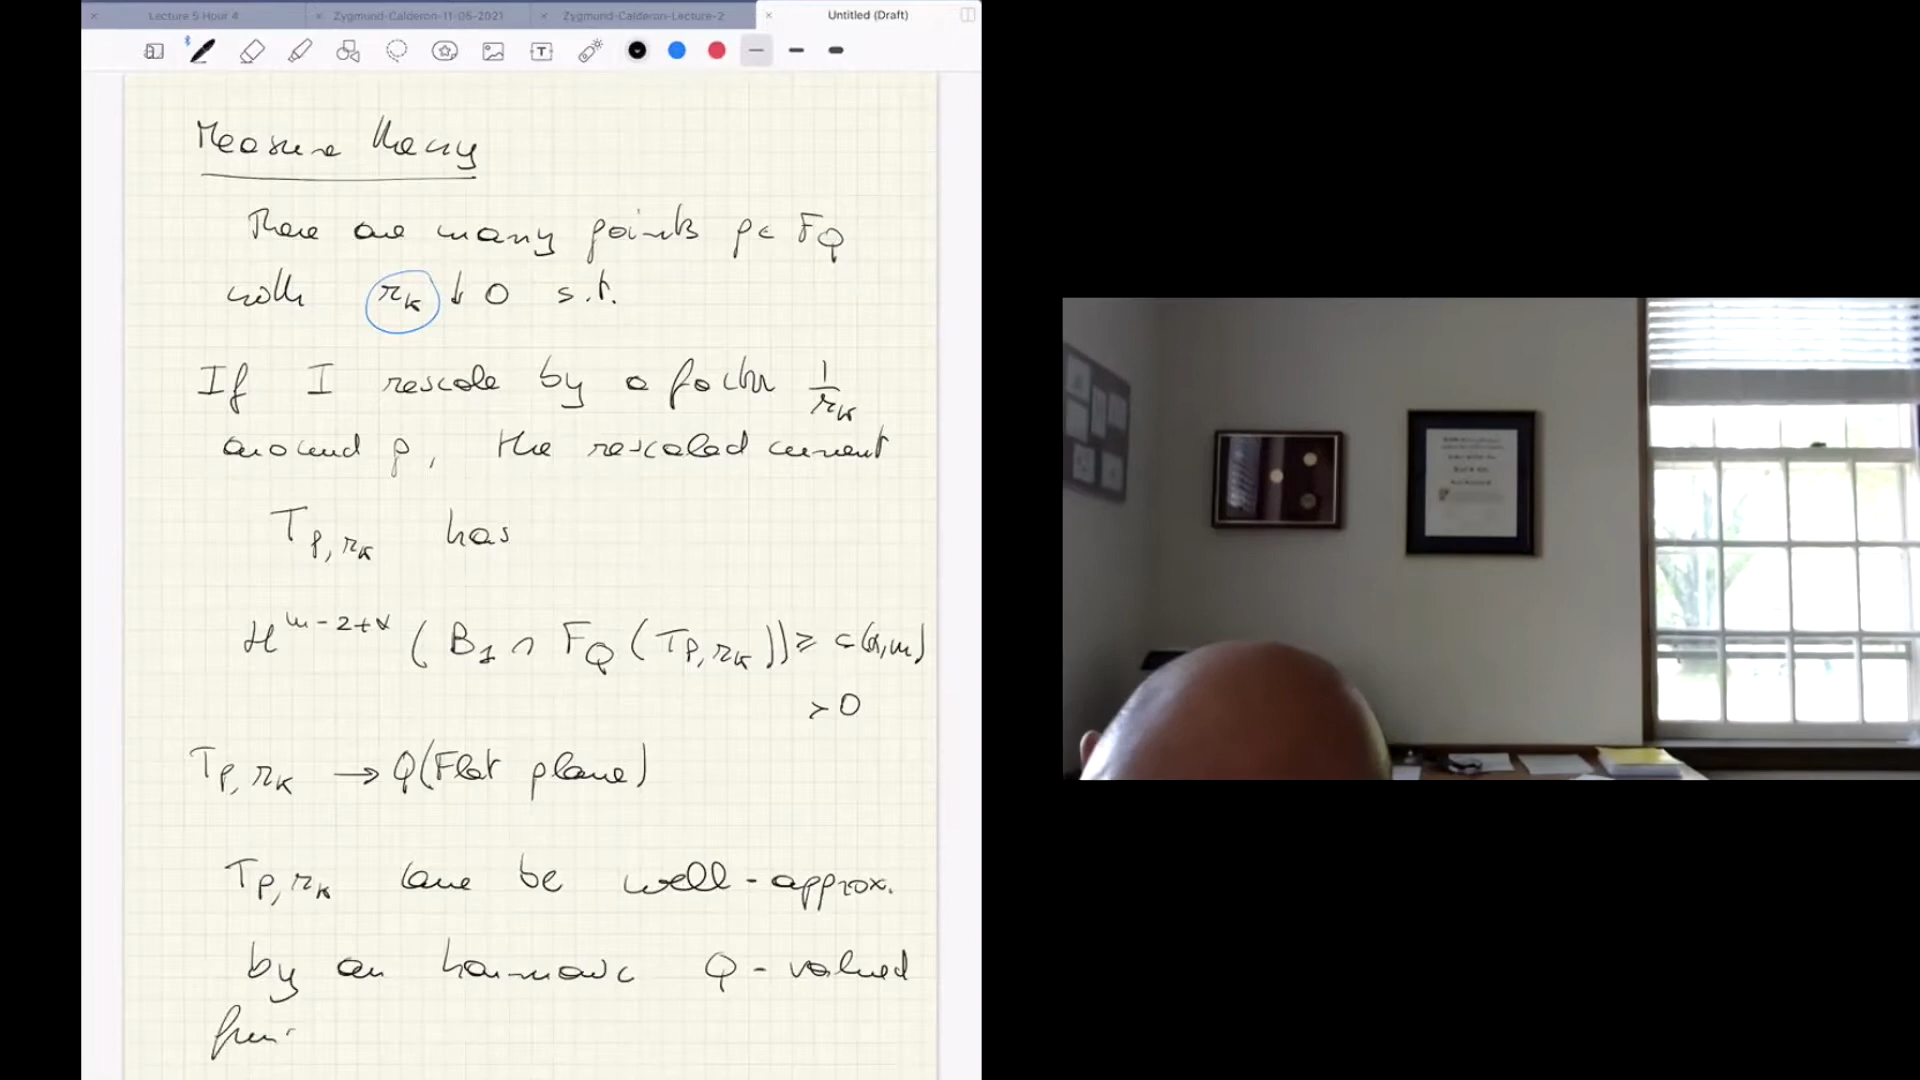 Lecture 5 Hour 4
Zygmund-Calderon-11-06-2021
Zygmund-Calderon-Lecture-2
Untitled (Draft)
Measure theory
There are many points p ∈ F_Q
with r_k ↓ 0 s.t.
If I rescale by a factor 1/r_k
around p, the rescaled current
T_{p,r_k} has
H^{m-2+α} (B_1 ∩ F_Q (T_{p,r_k})) ≥ c(α,m)
> 0
T_{p,r_k} → Q(Flat plane)
T_{p,r_k} can be well-approx.
by an harmonic Q-valued